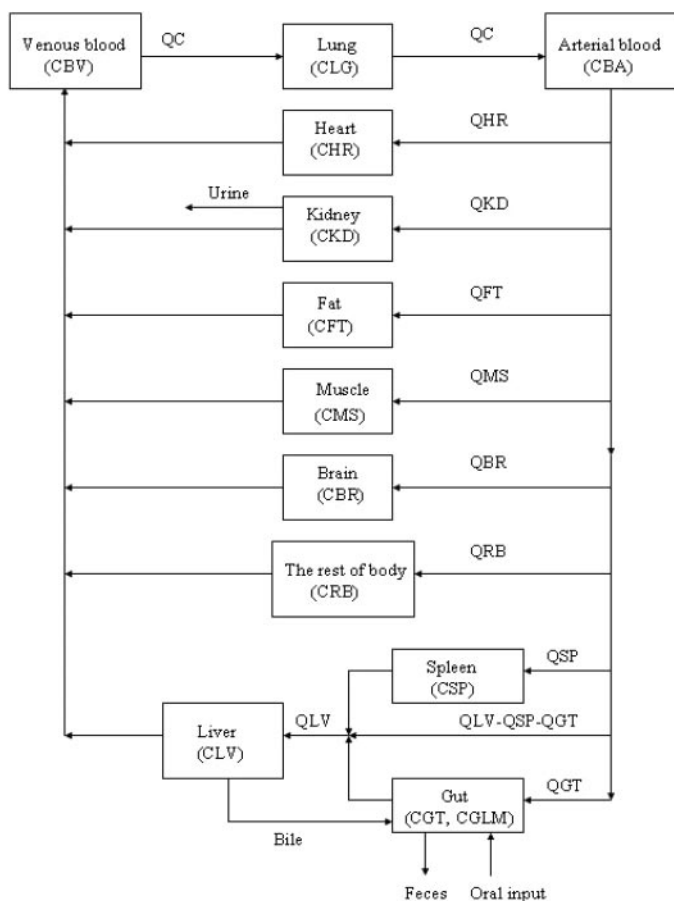 Venous blood
(CBV)
QC
Lung
(CLG)
QC
Arterial blood
(CBA)
Heart
(CHR)
QHR
Urine
Kidney
(CKD)
QKD
Fat
(CFT)
QFT
Muscle
(CMS)
QMS
Brain
(CBR)
QBR
The rest of body
(CRB)
QRB
Spleen
(CSP)
QSP
Liver
(CLV)
QLV
QLV-QSP-QGT
Gut
(CGT, CGLM)
QGT
Bile
Feces
Oral input